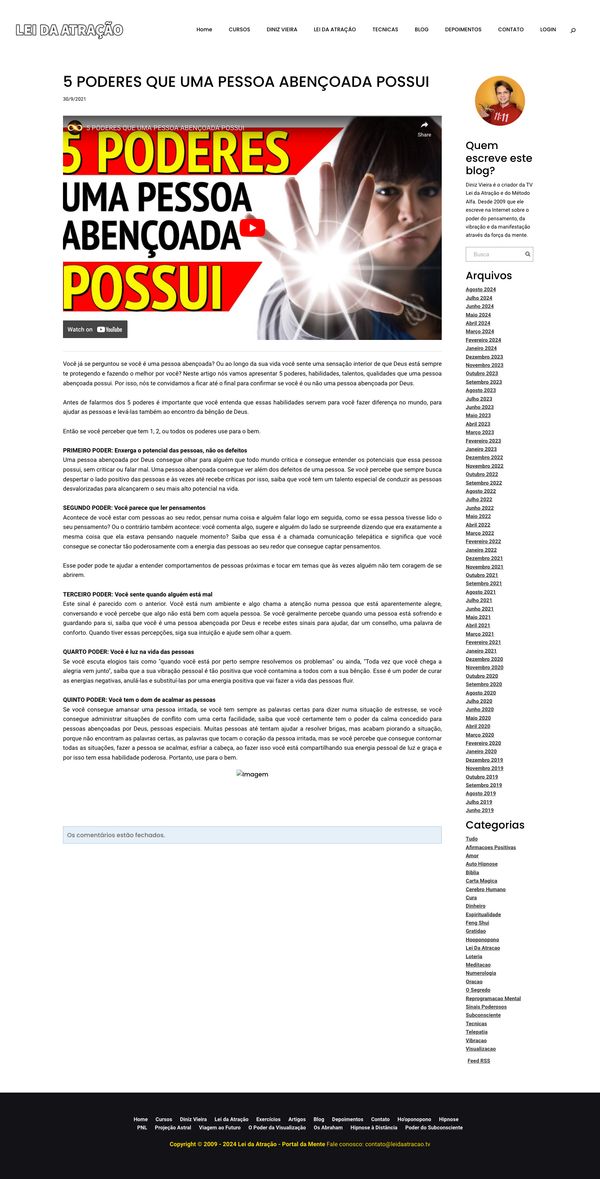 LEI DA ATRAÇÃO
Home CURSOS DINIZ VIEIRA LEI DA ATRAÇÃO TECNICAS BLOG DEPOIMENTOS CONTATO LOGIN
5 PODERES QUE UMA PESSOA ABENÇOADA POSSUI
30/9/2021
5 PODERES QUE UMA PESSOA ABENÇOADA POSSUI
Share
5 PODERES
UMA PESSOA
ABENÇOADA
POSSUI
Watch on YouTube
Você já se perguntou se você é uma pessoa abençoada? Ou ao longo da sua vida você sente uma sensação interior de que Deus está sempre
te protegendo e fazendo o melhor por você? Neste artigo nós vamos apresentar 5 poderes, habilidades, talentos, qualidades que uma pessoa
abençoada possui. Por isso, nós te convidamos a ficar até o final para confirmar se você é ou não uma pessoa abençoada por Deus.
Antes de falarmos dos 5 poderes é importante que você entenda que essas habilidades servem para você fazer diferença no mundo, para
ajudar as pessoas e levá-las também ao encontro da bênção de Deus.
Então se você perceber que tem 1, 2, ou todos os poderes use para o bem.
PRIMEIRO PODER: Enxerga o potencial das pessoas, não os defeitos
Uma pessoa abençoada por Deus consegue olhar para alguém que todo mundo critica e consegue entender os potenciais que essa pessoa
possui, sem criticar ou falar mal. Uma pessoa abençoada consegue ver além dos defeitos de uma pessoa. Se você percebe que sempre busca
despertar o lado positivo das pessoas e às vezes até recebe críticas por isso, saiba que você tem um talento especial de conduzir as pessoas
desvalorizadas para alcançarem o seu mais alto potencial na vida.
SEGUNDO PODER: Você parece que ler pensamentos
Acontece de você estar com pessoas ao seu redor, pensar numa coisa e alguém falar logo em seguida, como se essa pessoa tivesse lido o
seu pensamento? Ou o contrário também acontece: você comenta algo, sugere e alguém do lado se surpreende dizendo que era exatamente a
mesma coisa que ela estava pensando naquele momento? Saiba que essa é a chamada comunicação telepática e significa que você
consegue se conectar tão poderosamente com a energia das pessoas ao seu redor que consegue captar pensamentos.
Esse poder pode te ajudar a entender comportamentos de pessoas próximas e tocar em temas que às vezes alguém não tem coragem de se
abrirem.
TERCEIRO PODER: Você sente quando alguém está mal
Este sinal é parecido com o anterior. Você está num ambiente e algo chama a atenção numa pessoa que está aparentemente alegre,
conversando e você percebe que algo não está bem com aquela pessoa. Se você geralmente percebe quando uma pessoa está sofrendo e
guardando para si, saiba que você é uma pessoa abençoada por Deus e recebe estes sinais para ajudar, dar um conselho, uma palavra de
conforto. Quando tiver essas percepções, siga sua intuição e ajude sem olhar a quem.
QUARTO PODER: Você é luz na vida das pessoas
Se você escuta elogios tais como "quando você está por perto sempre resolvemos os problemas" ou ainda, "Toda vez que você chega a
alegria vem junto", saiba que a sua vibração pessoal é tão positiva que você contamina a todos com a sua bênção. Esse é um poder de curar
as energias negativas, anulá-las e substituí-las por uma energia positiva que vai fazer a vida das pessoas fluir.
QUINTO PODER: Você tem o dom de acalmar as pessoas
Se você consegue amansar uma pessoa irritada, se você tem sempre as palavras certas para dizer numa situação de estresse, se você
consegue administrar situações de conflito com uma certa facilidade, saiba que você certamente tem o poder da calma concedido para
pessoas abençoadas por Deus, pessoas especiais. Muitas pessoas até tentam ajudar a resolver brigas, mas acabam piorando a situação,
porque não encontram as palavras certas, as palavras que tocam o coração da pessoa irritada, mas se você percebe que consegue contornar
todas as situações, fazer a pessoa se acalmar, esfriar a cabeça, ao fazer isso você está compartilhando sua energia pessoal de luz e graça e
por isso tem essa habilidade poderosa. Portanto, use para o bem.
Imagem
Os comentários estão fechados.
11:11
Quem
escreve este
blog?
Diniz Vieira é o criador da TV
Lei da Atração e do Método
Alfa. Desde 2009 que ele
escreve na Internet sobre o
poder do pensamento, da
vibração e da manifestação
através da força da mente.
Busca
Arquivos
Agosto 2024
Julho 2024
Junho 2024
Maio 2024
Abril 2024
Março 2024
Fevereiro 2024
Janeiro 2024
Dezembro 2023
Novembro 2023
Outubro 2023
Setembro 2023
Agosto 2023
Julho 2023
Junho 2023
Maio 2023
Abril 2023
Março 2023
Fevereiro 2023
Janeiro 2023
Dezembro 2022
Novembro 2022
Outubro 2022
Setembro 2022
Agosto 2022
Julho 2022
Junho 2022
Maio 2022
Abril 2022
Março 2022
Fevereiro 2022
Janeiro 2022
Dezembro 2021
Novembro 2021
Outubro 2021
Setembro 2021
Agosto 2021
Julho 2021
Junho 2021
Maio 2021
Abril 2021
Março 2021
Fevereiro 2021
Janeiro 2021
Dezembro 2020
Novembro 2020
Outubro 2020
Setembro 2020
Agosto 2020
Julho 2020
Junho 2020
Maio 2020
Abril 2020
Março 2020
Fevereiro 2020
Janeiro 2020
Dezembro 2019
Novembro 2019
Outubro 2019
Setembro 2019
Agosto 2019
Julho 2019
Junho 2019
Categorias
Tudo
Afirmacoes Positivas
Amor
Auto Hipnose
Biblia
Carta Magica
Cerebro Humano
Cura
Dinheiro
Espiritualidade
Feng Shui
Gratidao
Hooponopono
Lei Da Atracao
Loteria
Meditacao
Numerologia
Oracao
O Segredo
Reprogramacao Mental
Sinais Poderosos
Subconsciente
Tecnicas
Telepatia
Vibracao
Visualizacao
Feed RSS
Home Cursos Diniz Vieira Lei da Atração Exercícios Artigos Blog Depoimentos Contato Ho'oponopono Hipnose
PNL Projeção Astral Viagem ao Futuro O Poder da Visualização Os Abraham Hipnose à Distância Poder do Subconsciente
Copyright © 2009 - 2024 Lei da Atração - Portal da Mente Fale conosco: contato@leidaatracao.tv